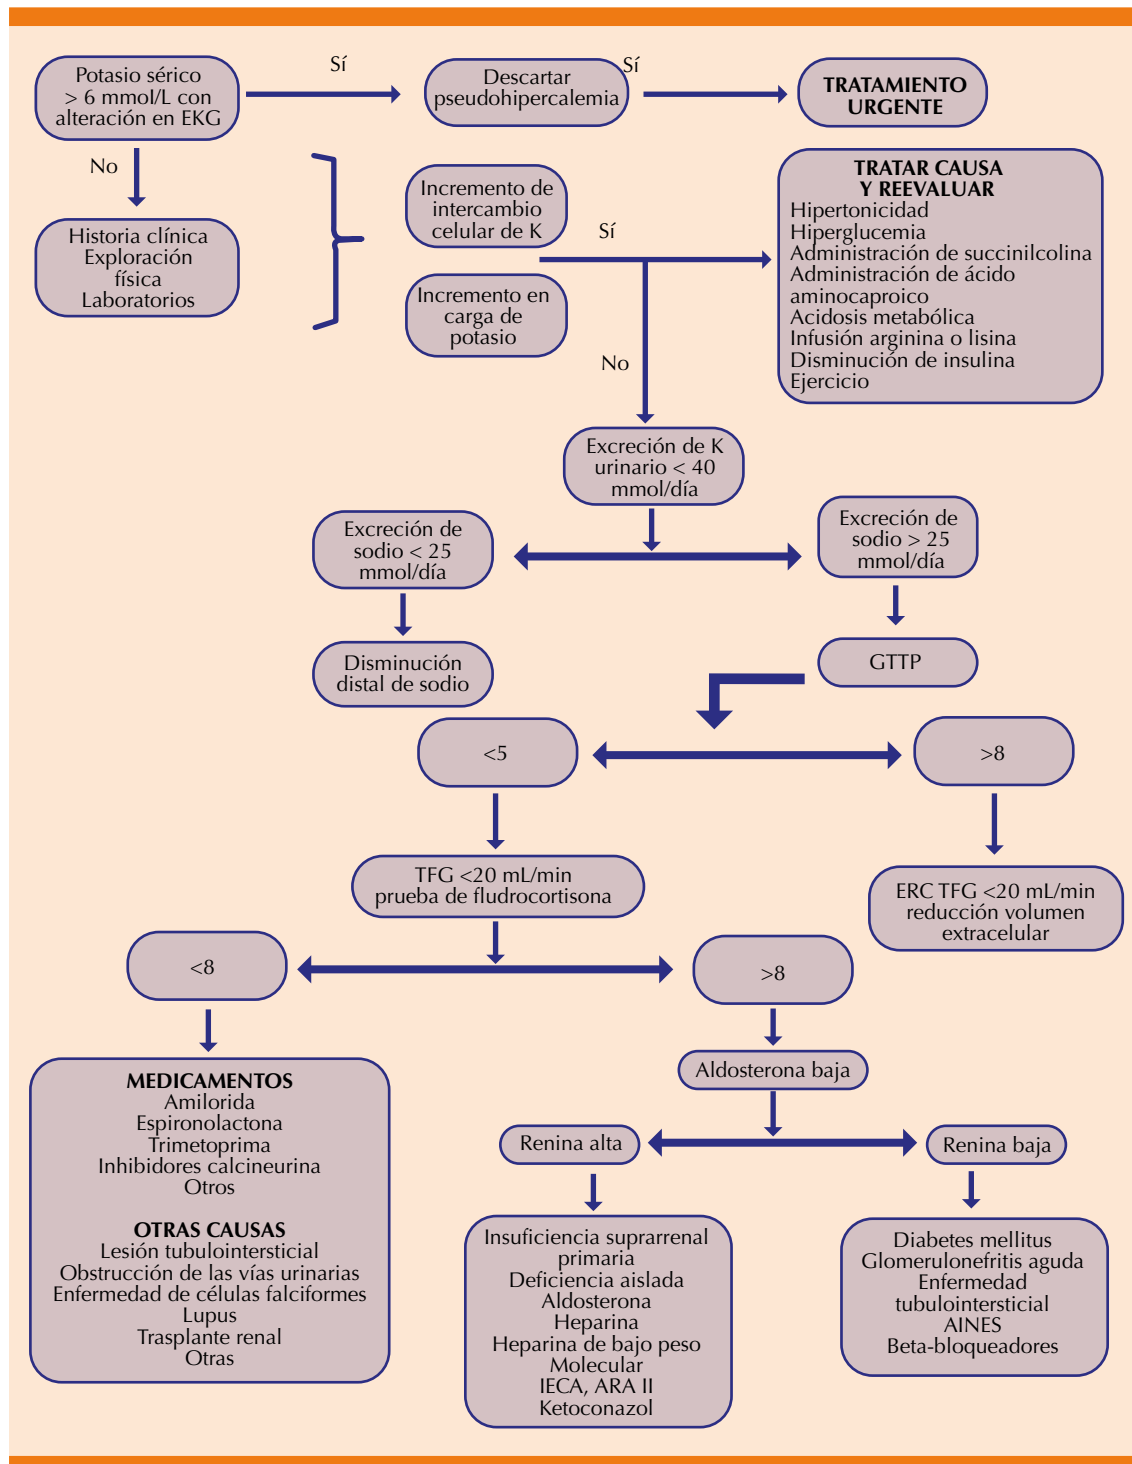 Potasio sérico
> 6 mmol/L con
alteración en EKG
Sí
Descartar
pseudohipercalemia
Sí
TRATAMIENTO
URGENTE
No
Historia clínica
Exploración
física
Laboratorios
Incremento de
intercambio
celular de K
Incremento en
carga de
potasio
Sí
No
TRATAR CAUSA
Y REEVALUAR
Hipertonicidad
Hiperglucemia
Administración de succinilcolina
Administración de ácido
aminocaproico
Acidosis metabólica
Infusión arginina o lisina
Disminución de insulina
Ejercicio
Excreción de K
urinario < 40
mmol/día
Excreción de
sodio < 25
mmol/día
Excreción de
sodio > 25
mmol/día
Disminución
distal de sodio
GTTP
<5
>8
TFG <20 mL/min
prueba de fludrocortisona
ERC TFG <20 mL/min
reducción volumen
extracelular
<8
>8
MEDICAMENTOS
Amilorida
Espironolactona
Trimetoprima
Inhibidores calcineurina
Otros
OTRAS CAUSAS
Lesión tubulointersticial
Obstrucción de las vías urinarias
Enfermedad de células falciformes
Lupus
Trasplante renal
Otras
Aldosterona baja
Renina alta
Renina baja
Insuficiencia suprarrenal
primaria
Deficiencia aislada
Aldosterona
Heparina
Heparina de bajo peso
Molecular
IECA, ARA II
Ketoconazol
Diabetes mellitus
Glomerulonefritis aguda
Enfermedad
tubulointersticial
AINES
Beta-bloqueadores